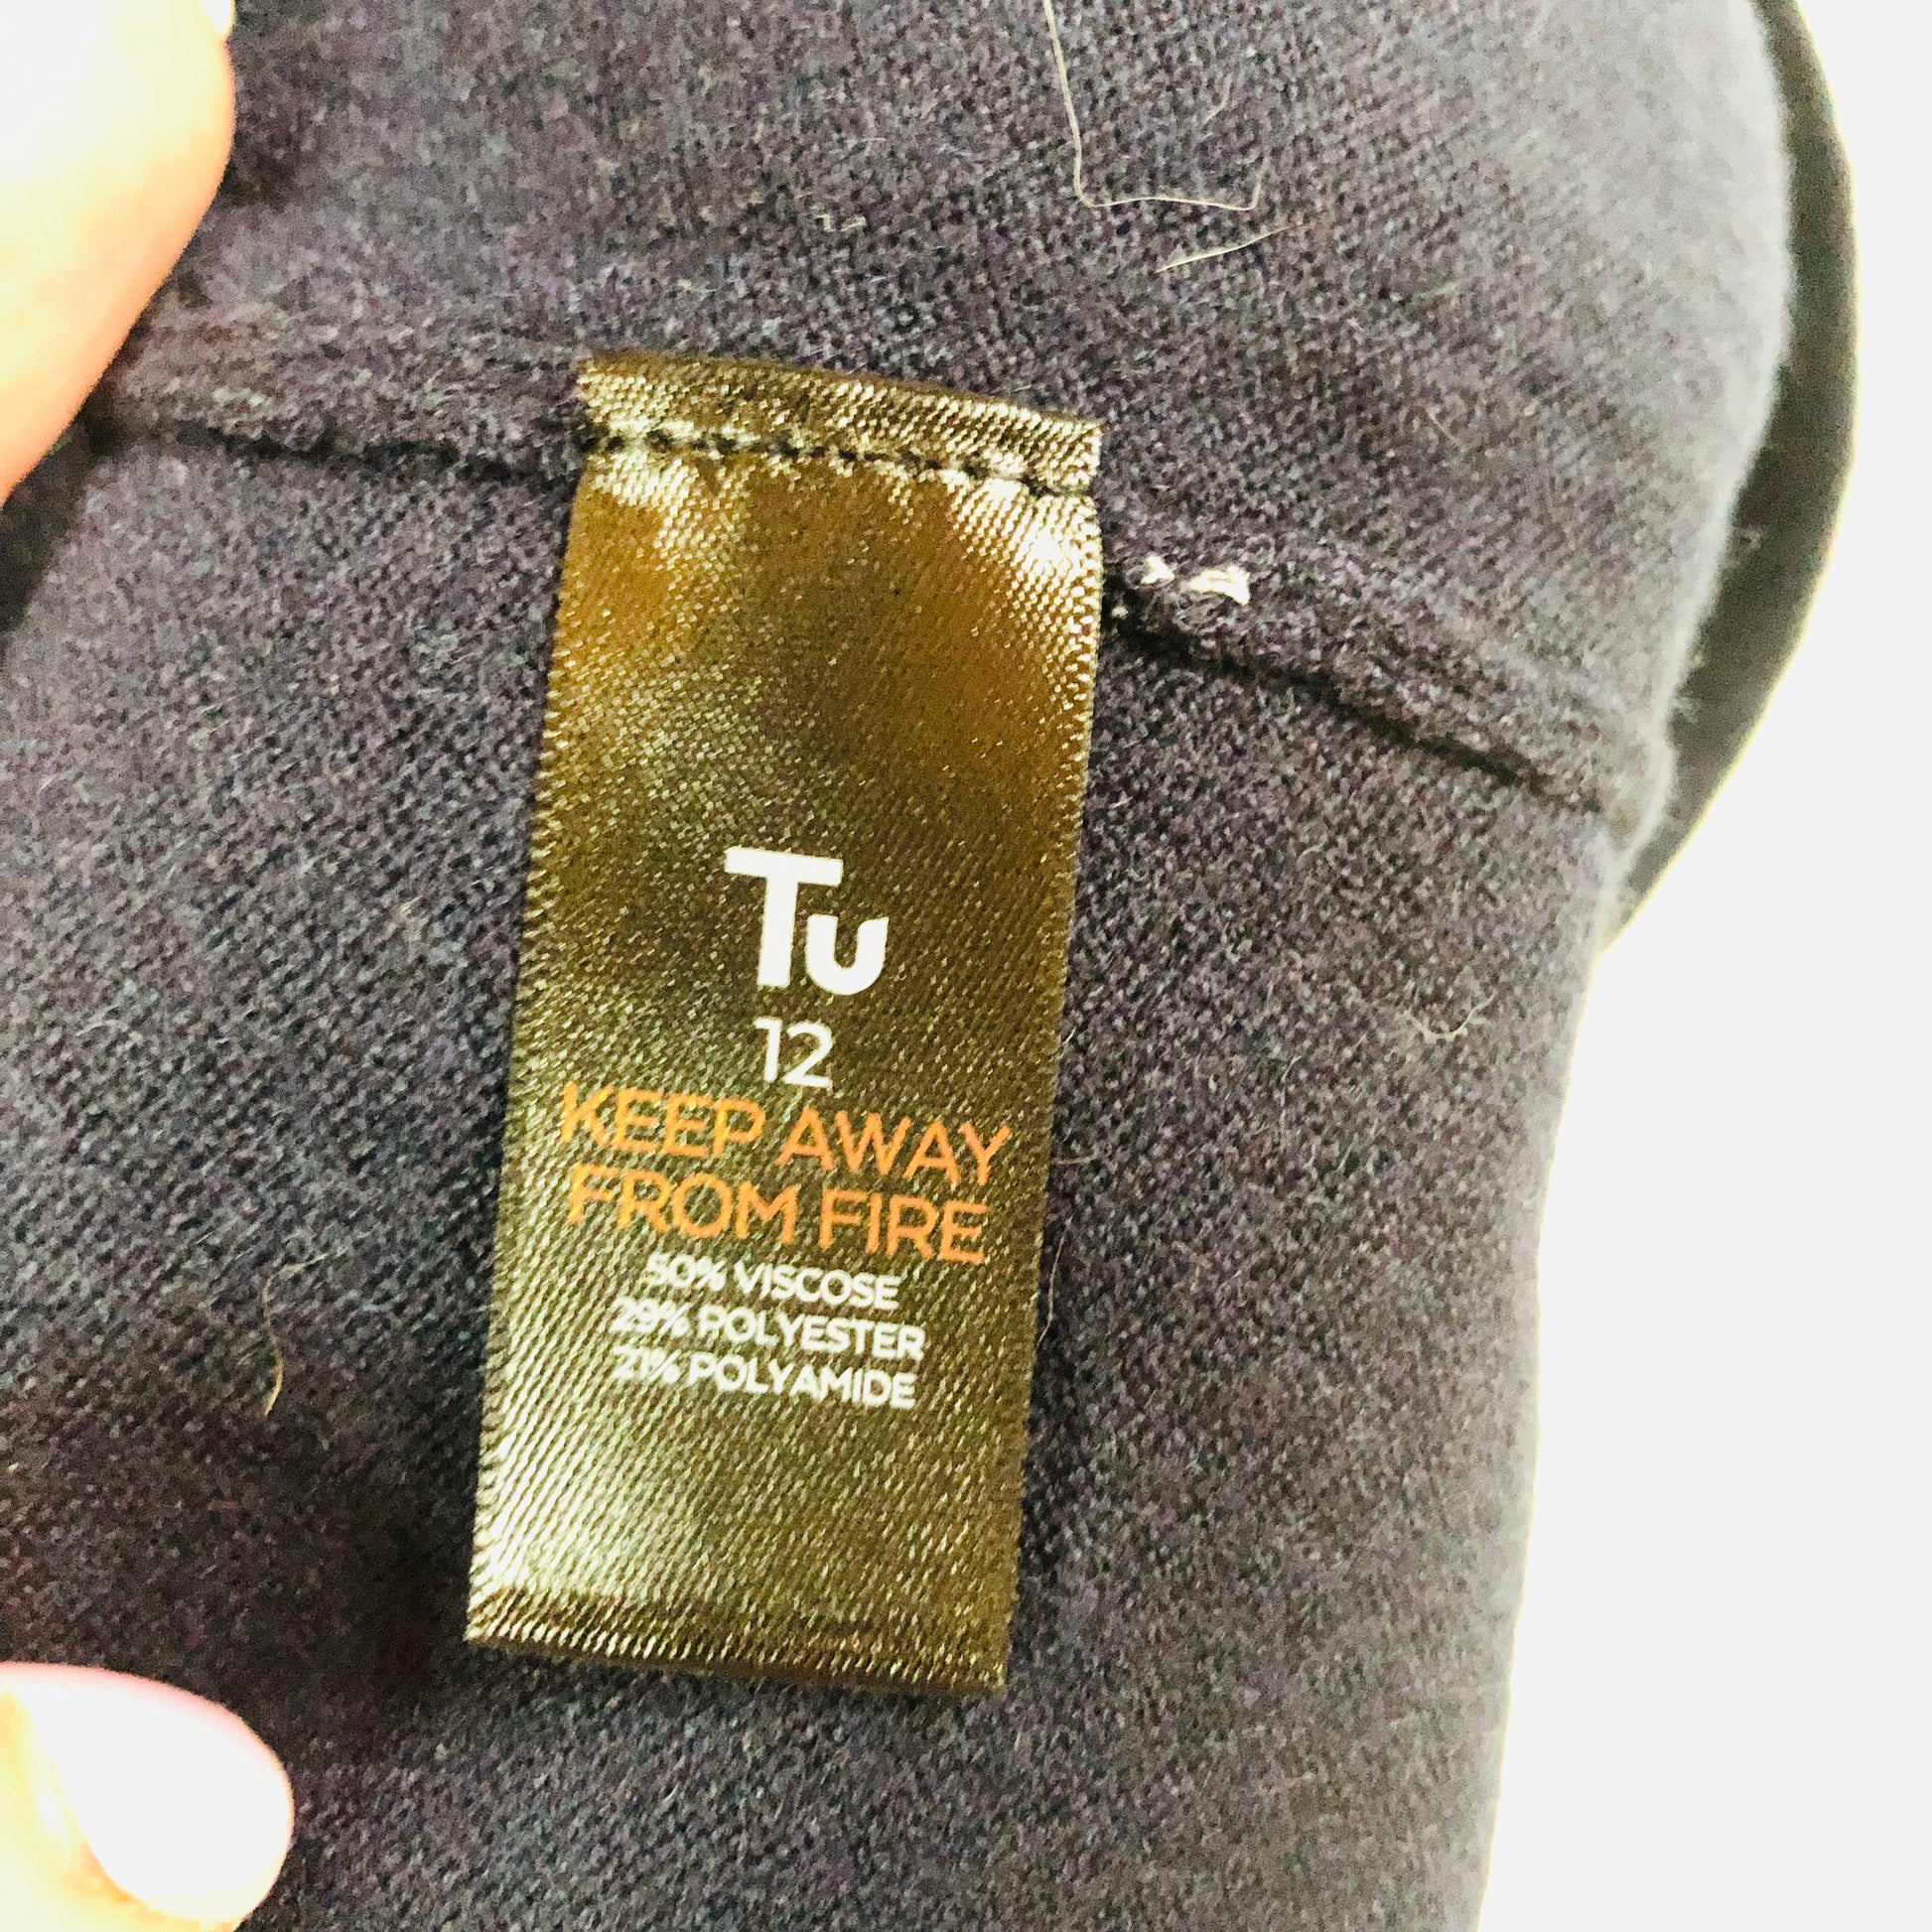 Tu
12
KEEP AWAY
FROM FIRE
50% VISCOSE
29% POLYESTER
21% POLYAMIDE